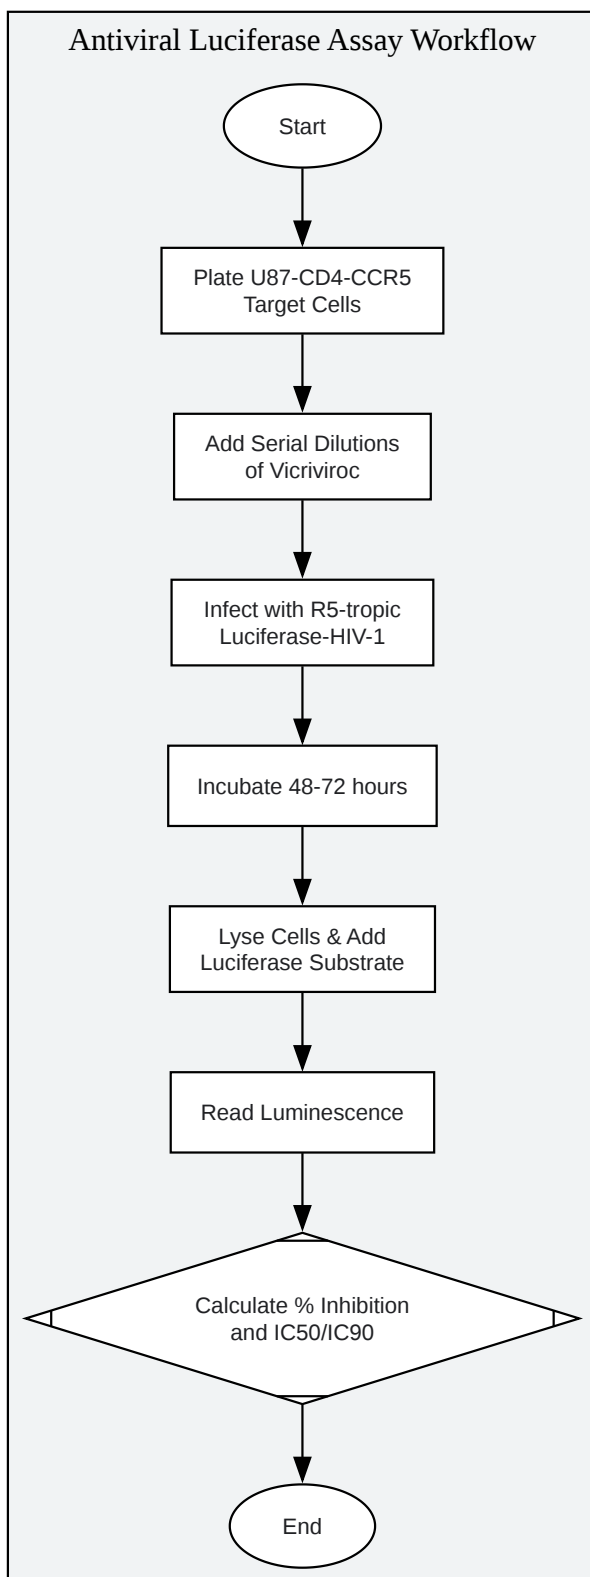 Antiviral Luciferase Assay Workflow
Start
Plate U87-CD4-CCR5
Target Cells
Add Serial Dilutions
of Vicriviroc
Infect with R5-tropic
Luciferase-HIV-1
Incubate 48-72 hours
Lyse Cells & Add
Luciferase Substrate
Read Luminescence
Calculate % Inhibition
and IC50/IC90
End